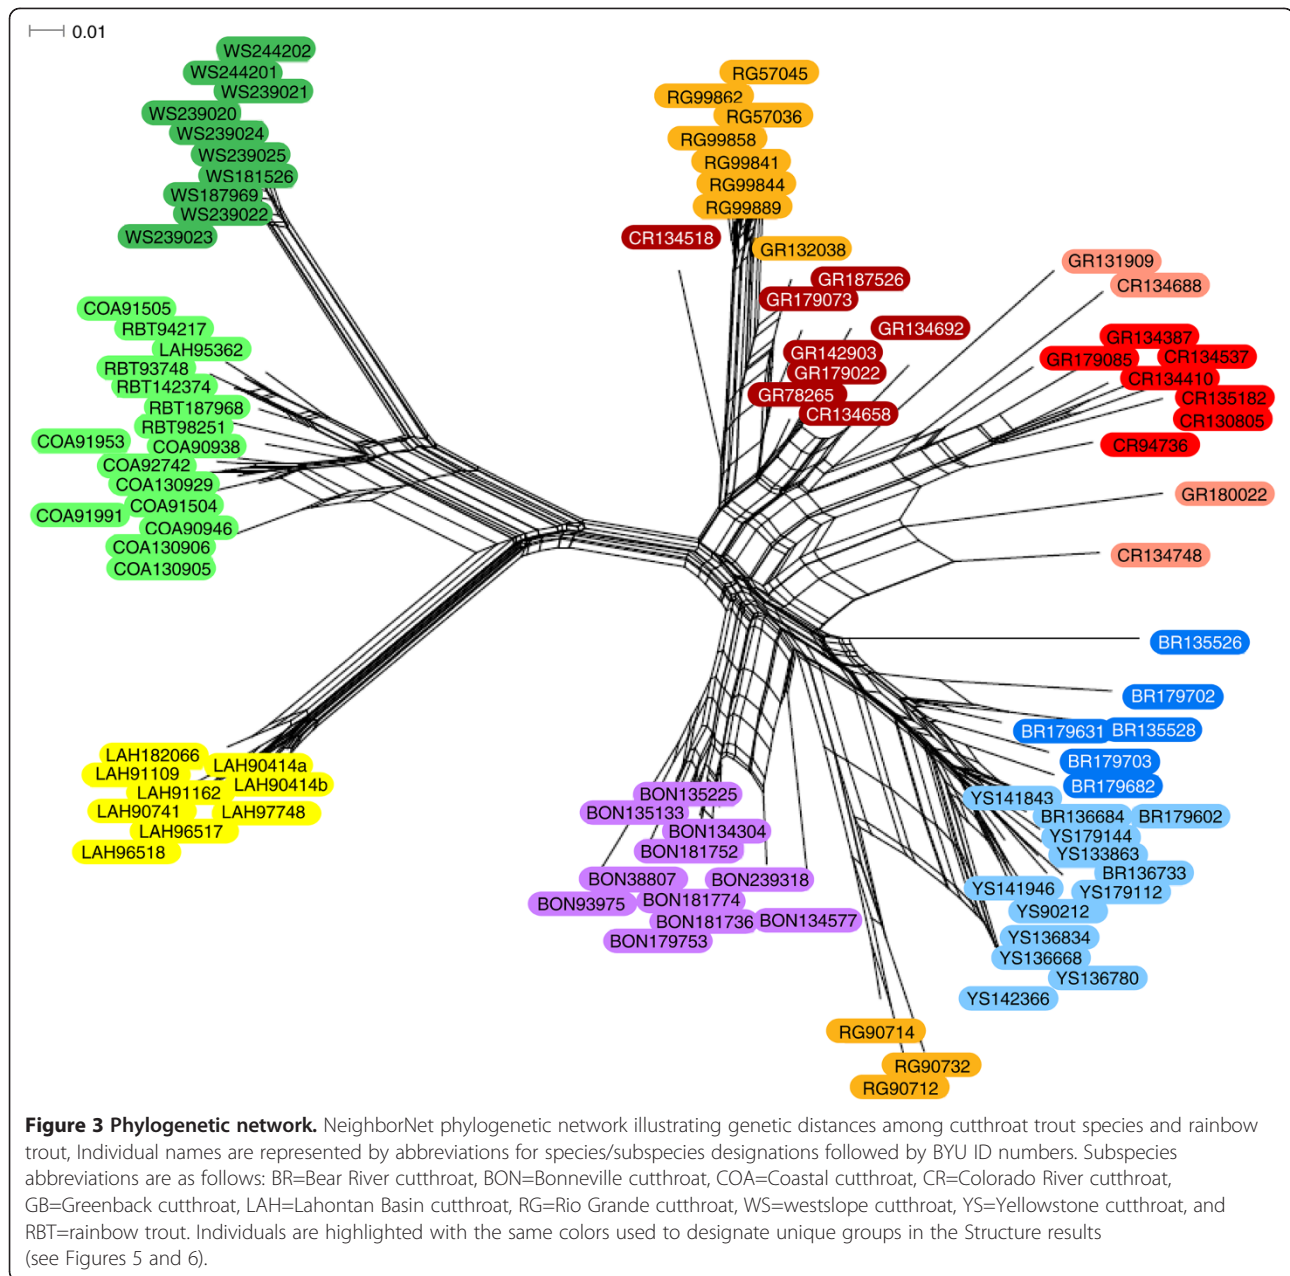 0.01
WS244202
WS244201
WS239021
WS239020
WS239024
WS239025
WS181526
WS187969
WS239022
WS239023
RG57045
RG99862
RG57036
RG99858
RG99841
RG99844
RG99889
CR134518
GR132038
GR187526
GR179073
GR134692
GR142903
GR179022
GR78265
CR134658
GR131909
CR134688
GR134387
GR179085
CR134537
CR134410
CR135182
CR130805
CR94736
GR180022
CR134748
COA91505
RBT94217
LAH95362
RBT93748
RBT142374
RBT187968
RBT98251
COA91953
COA90938
COA92742
COA130929
COA91504
COA91991
COA90946
COA130906
COA130905
BR135526
BR179702
BR179631
BR135528
BR179703
BR179682
YS141843
BR136684
BR179602
YS179144
YS133863
BR136733
YS141946
YS179112
YS90212
YS136834
YS136668
YS136780
YS142366
LAH182066
LAH90414a
LAH91109
LAH90414b
LAH91162
LAH90741
LAH97748
LAH96517
LAH96518
BON135225
BON135133
BON134304
BON181752
BON38807
BON239318
BON93975
BON181774
BON181736
BON134577
BON179753
RG90714
RG90732
RG90712
Figure 3 Phylogenetic network. NeighborNet phylogenetic network illustrating genetic distances among cutthroat trout species and rainbow
trout, Individual names are represented by abbreviations for species/subspecies designations followed by BYU ID numbers. Subspecies
abbreviations are as follows: BR=Bear River cutthroat, BON=Bonneville cutthroat, COA=Coastal cutthroat, CR=Colorado River cutthroat,
GB=Greenback cutthroat, LAH=Lahontan Basin cutthroat, RG=Rio Grande cutthroat, WS=westslope cutthroat, YS=Yellowstone cutthroat, and
RBT=rainbow trout. Individuals are highlighted with the same colors used to designate unique groups in the Structure results
(see Figures 5 and 6).